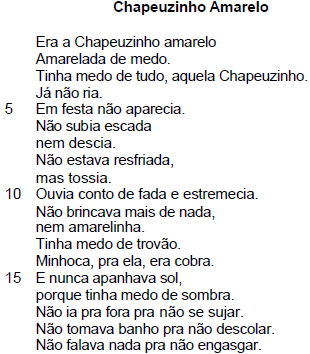 Chapeuzinho Amarelo
Era a Chapeuzinho amarelo
Amarelada de medo.
Tinha medo de tudo, aquela Chapeuzinho.
Já não ria.
5 Em festa não aparecia.
Não subia escada
nem descia.
Não estava resfriada,
mas tossia.
10 Ouvia conto de fada e estremecia.
Não brincava mais de nada,
nem amarelinha.
Tinha medo de trovão.
Minhoca, pra ela, era cobra.
15 E nunca apanhava sol,
porque tinha medo de sombra.
Não ia pra fora pra não se sujar.
Não tomava banho pra não descolar.
Não falava nada pra não engasgar.